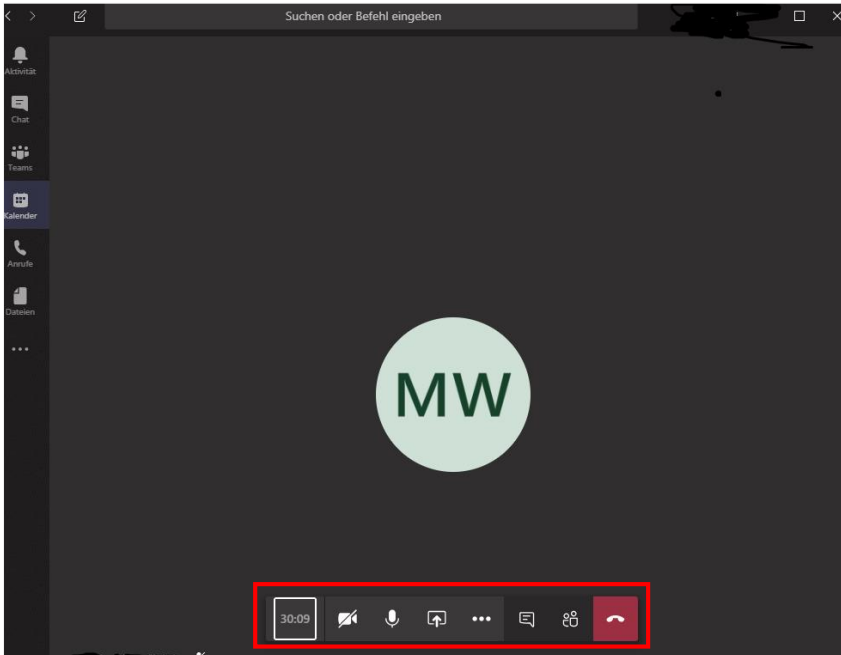 Suchen oder Befehl eingeben
Aktivität
Chat
Teams
Kalender
Anrufe
Dateien
MW
30:09